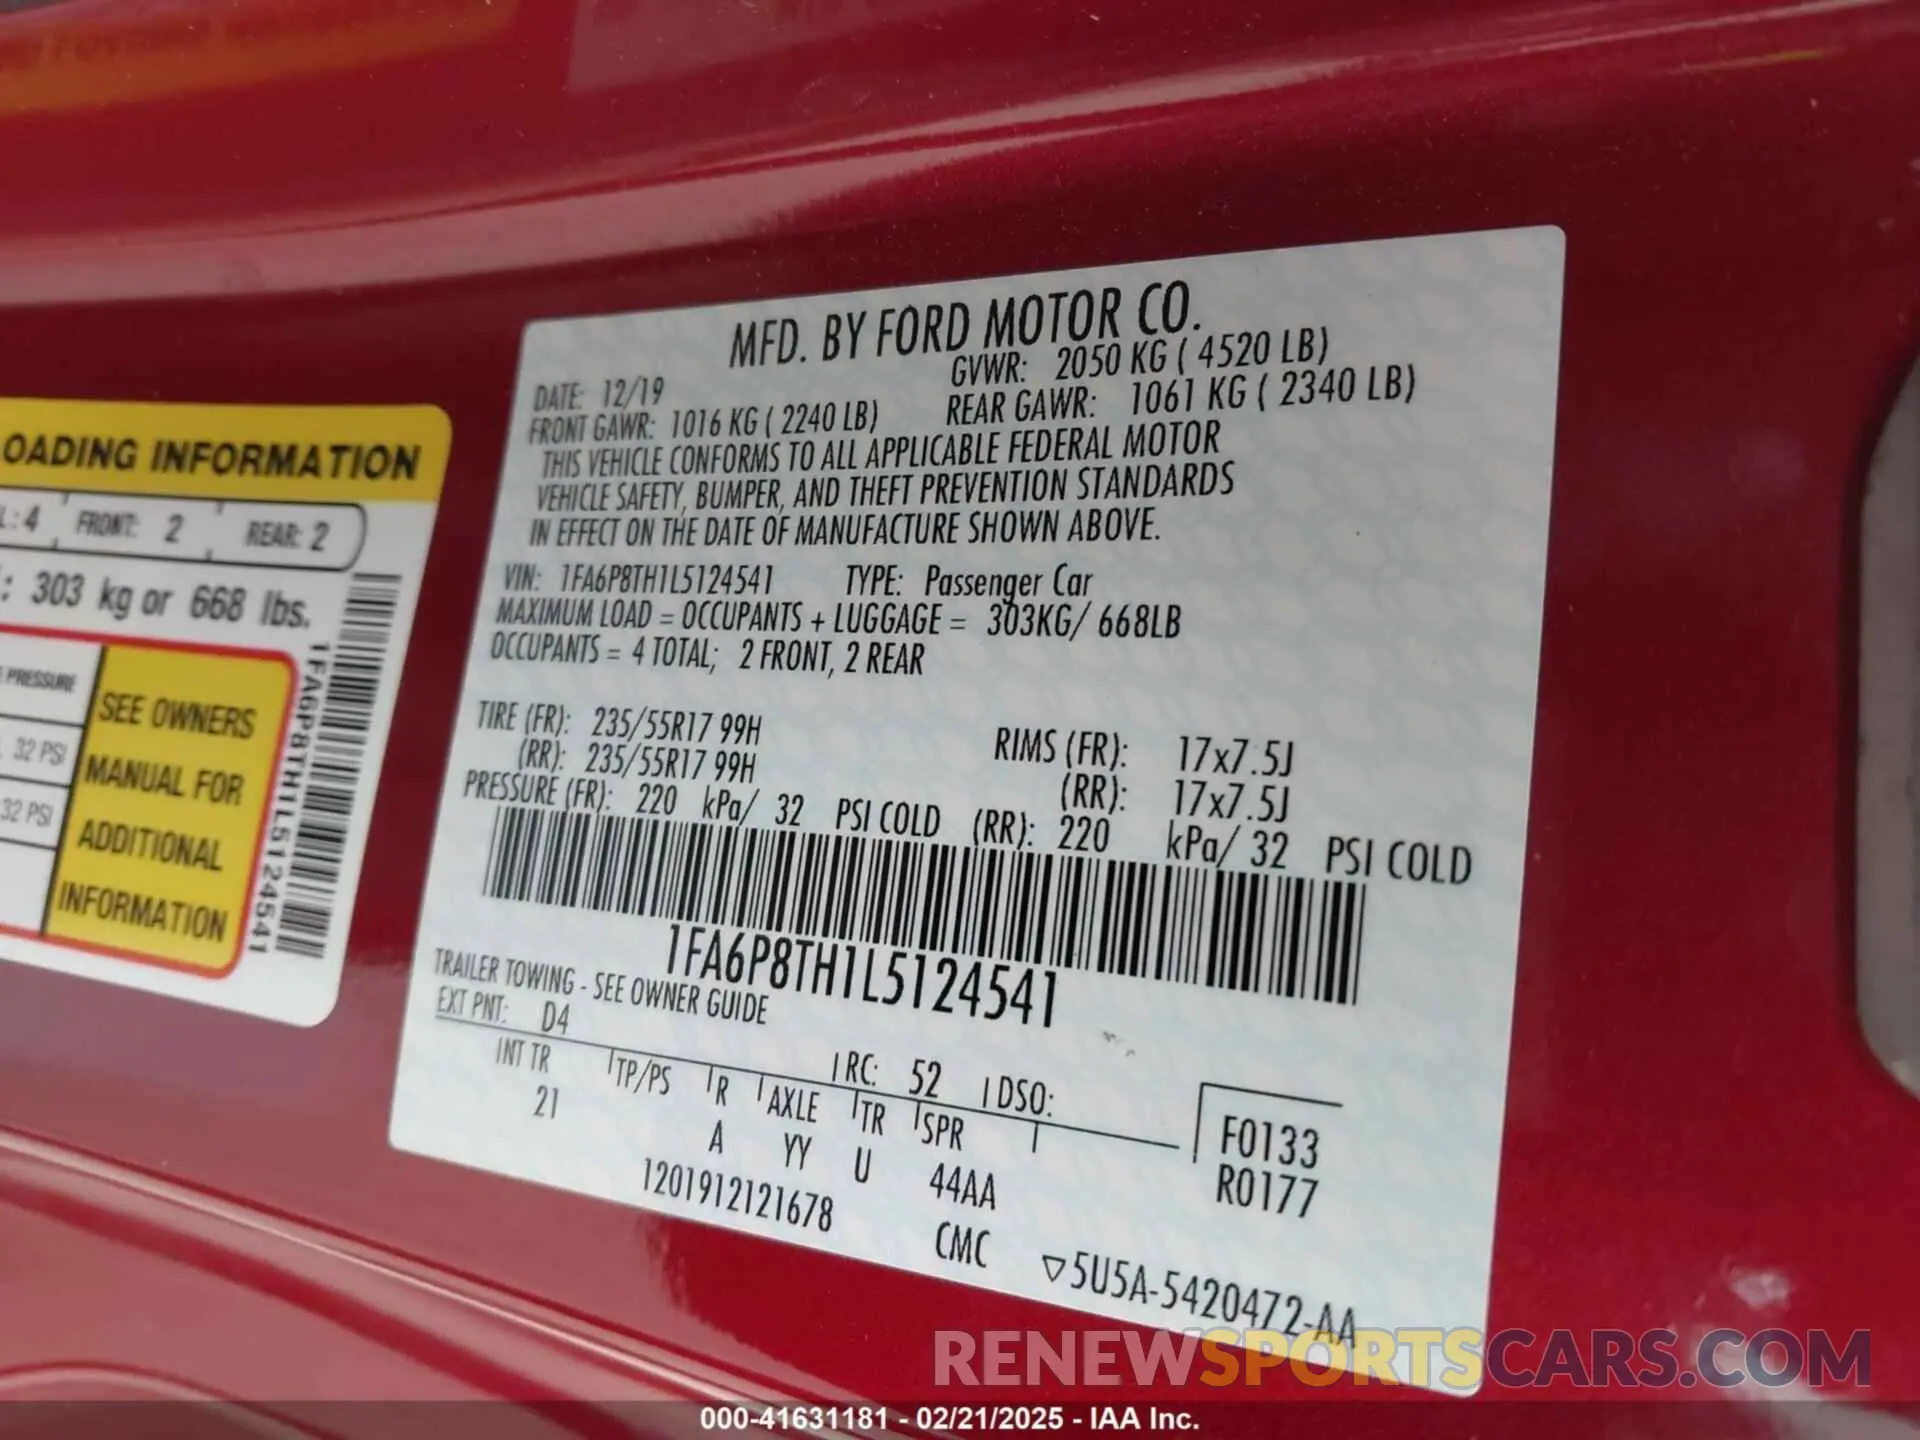 OADING INFORMATION
L: 4 FRONT: 2 REAR: 2
: 303 kg or 668 lbs.
PRESSURE
32 PSI
32 PSI
SEE OWNERS
MANUAL FOR
ADDITIONAL
INFORMATION
1FA6P8TH1L5124541
MFD. BY FORD MOTOR CO.
DATE: 12/19 GVWR: 2050 KG ( 4520 LB)
FRONT GAWR: 1016 KG ( 2240 LB) REAR GAWR: 1061 KG ( 2340 LB)
THIS VEHICLE CONFORMS TO ALL APPLICABLE FEDERAL MOTOR
VEHICLE SAFETY, BUMPER, AND THEFT PREVENTION STANDARDS
IN EFFECT ON THE DATE OF MANUFACTURE SHOWN ABOVE.
VIN: 1FA6P8TH1L5124541 TYPE: Passenger Car
MAXIMUM LOAD = OCCUPANTS + LUGGAGE = 303KG/ 668LB
OCCUPANTS = 4 TOTAL; 2 FRONT, 2 REAR
TIRE (FR): 235/55R17 99H RIMS (FR): 17x7.5J
(RR): 235/55R17 99H (RR): 17x7.5J
PRESSURE (FR): 220 kPa/ 32 PSI COLD (RR): 220 kPa/ 32 PSI COLD
1FA6P8TH1L5124541
TRAILER TOWING - SEE OWNER GUIDE
EXT PNT: D4 RC: 52 DSO:
INT TR TP/PS R AXLE TR SPR
21 A YY U 44AA
F0133
R0177
1201912121678 CMC
▽5U5A-5420472-AA
RENEWSPORTSCARS.COM
000-41631181 - 02/21/2025 - IAA Inc.